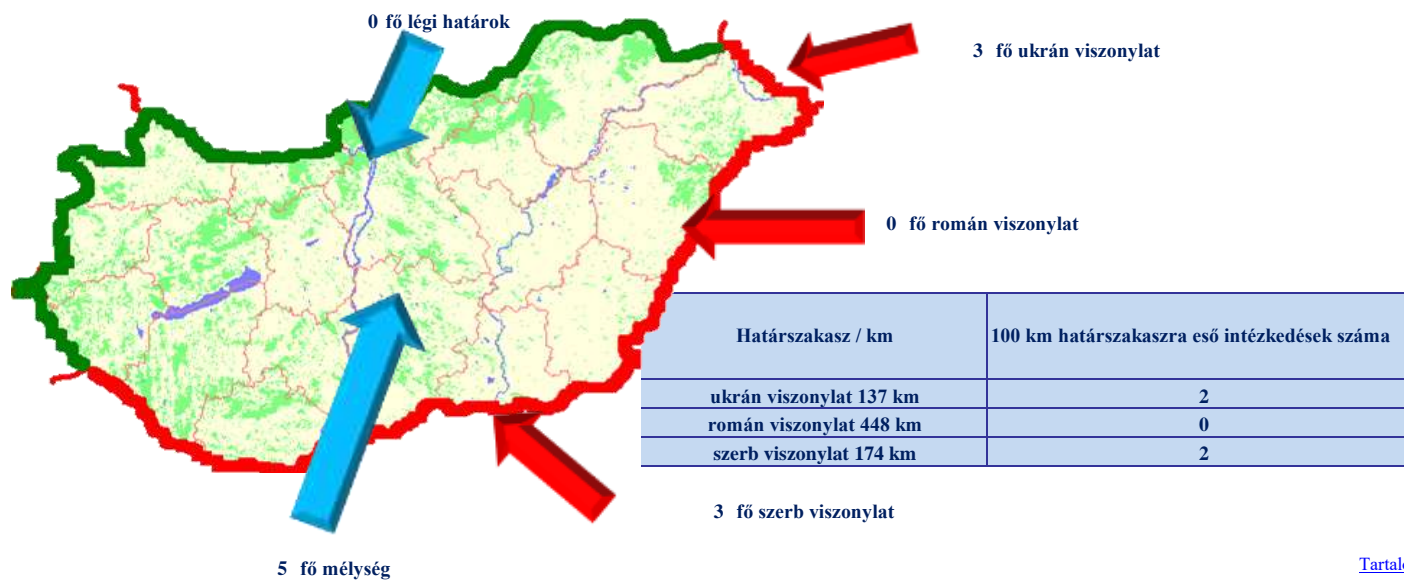 0 fő légi határok
3 fő ukrán viszonylat
0 fő román viszonylat
Határszakasz / km 100 km határszakaszra eső intézkedések száma
ukrán viszonylat 137 km 2
román viszonylat 448 km 0
szerb viszonylat 174 km 2
3 fő szerb viszonylat
5 fő mélység